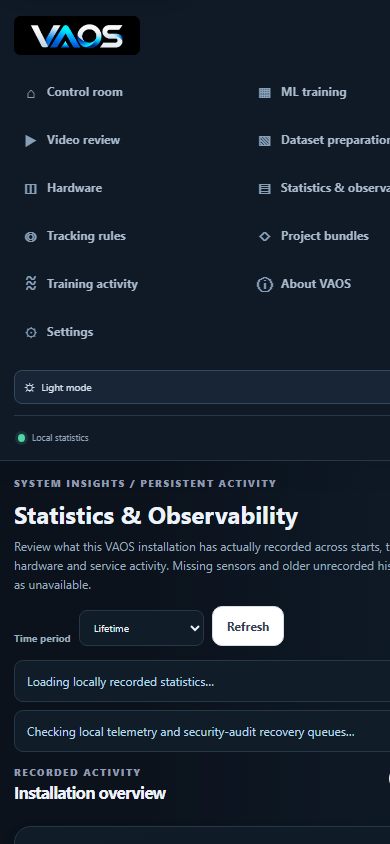 VAOS
Control room
ML training
Video review
Dataset preparation
Hardware
Statistics & observa
Tracking rules
Project bundles
Training activity
About VAOS
Settings
Light mode
Local statistics
SYSTEM INSIGHTS / PERSISTENT ACTIVITY
Statistics & Observability
Review what this VAOS installation has actually recorded across starts, t
hardware and service activity. Missing sensors and older unrecorded his
as unavailable.
Time period
Lifetime
Refresh
Loading locally recorded statistics...
Checking local telemetry and security-audit recovery queues...
RECORDED ACTIVITY
Installation overview